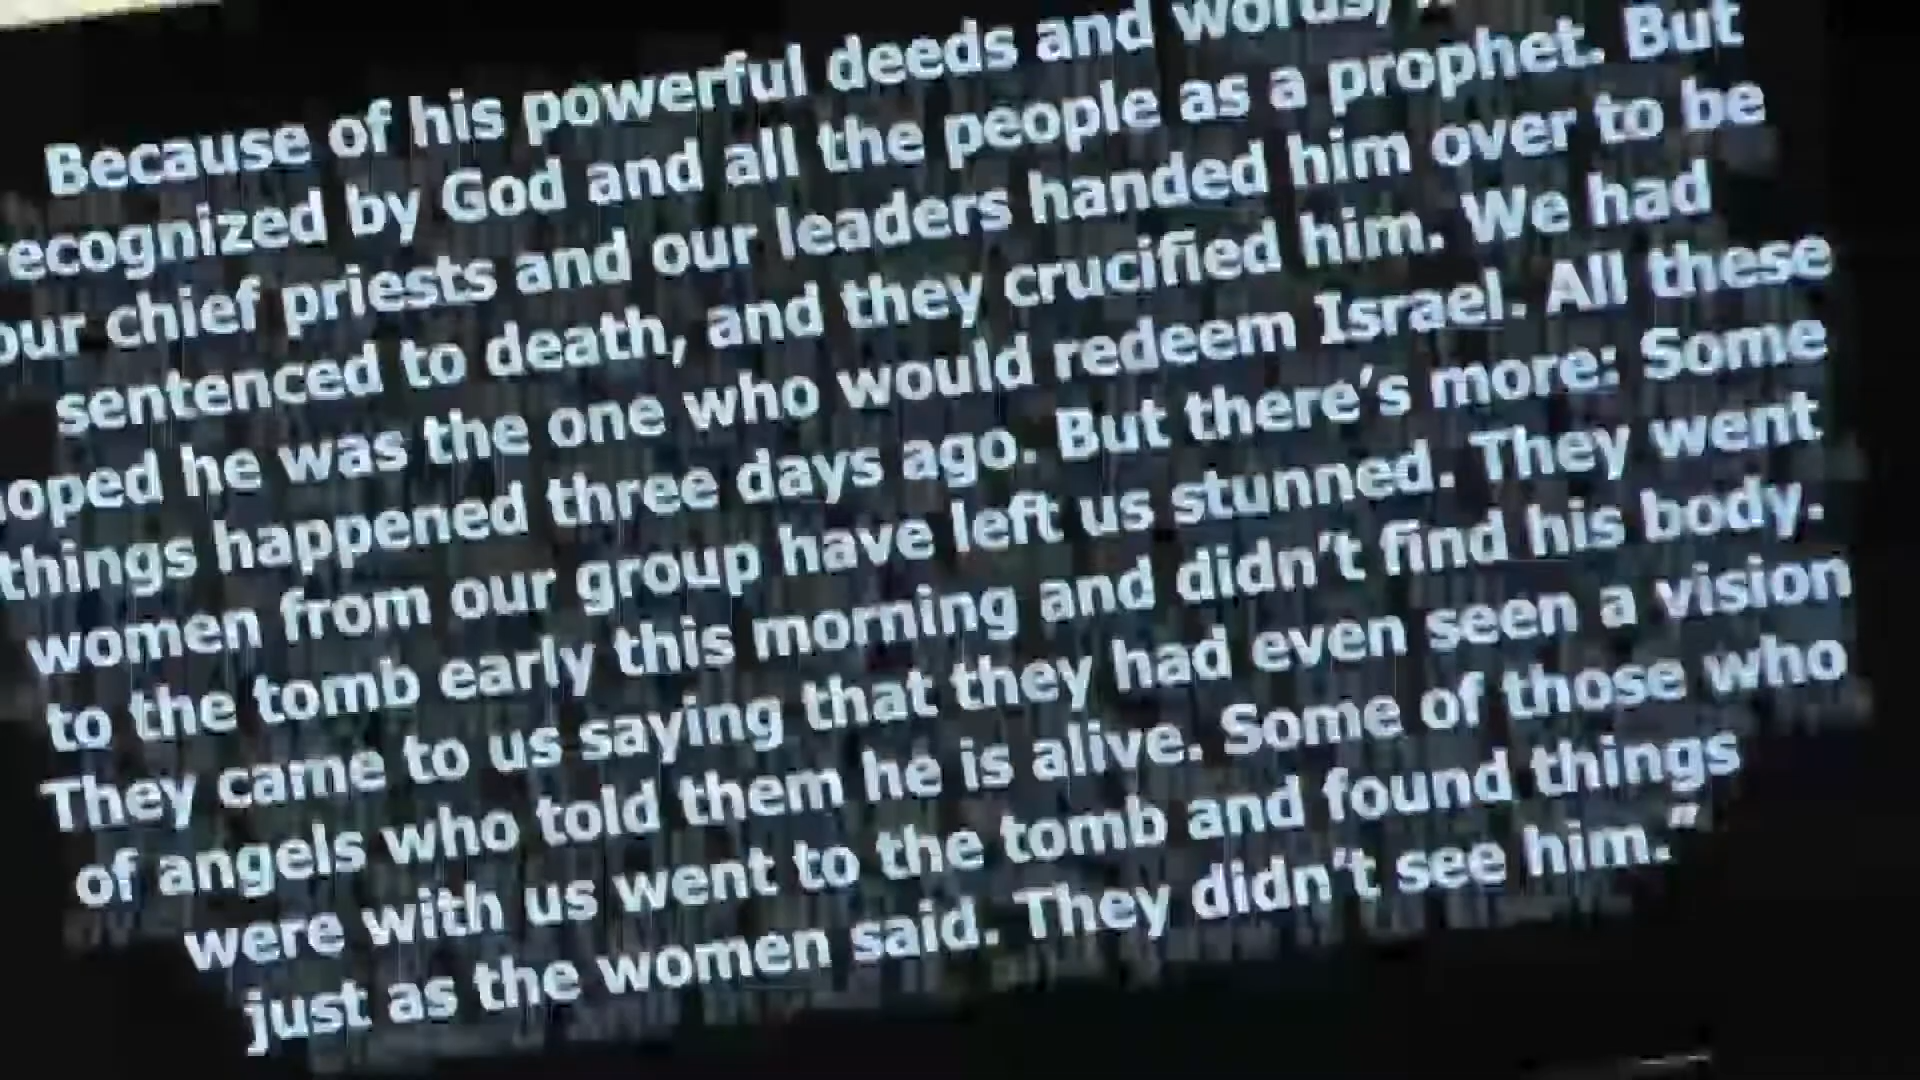 Because of his powerful deeds and words,
recognized by God and all the people as a prophet. But
our chief priests and our leaders handed him over to be
sentenced to death, and they crucified him. We had
hoped he was the one who would redeem Israel. All these
things happened three days ago. But there’s more: Some
women from our group have left us stunned. They went
to the tomb early this morning and didn’t find his body.
They came to us saying that they had even seen a vision
of angels who told them he is alive. Some of those who
were with us went to the tomb and found things
just as the women said. They didn’t see him.”